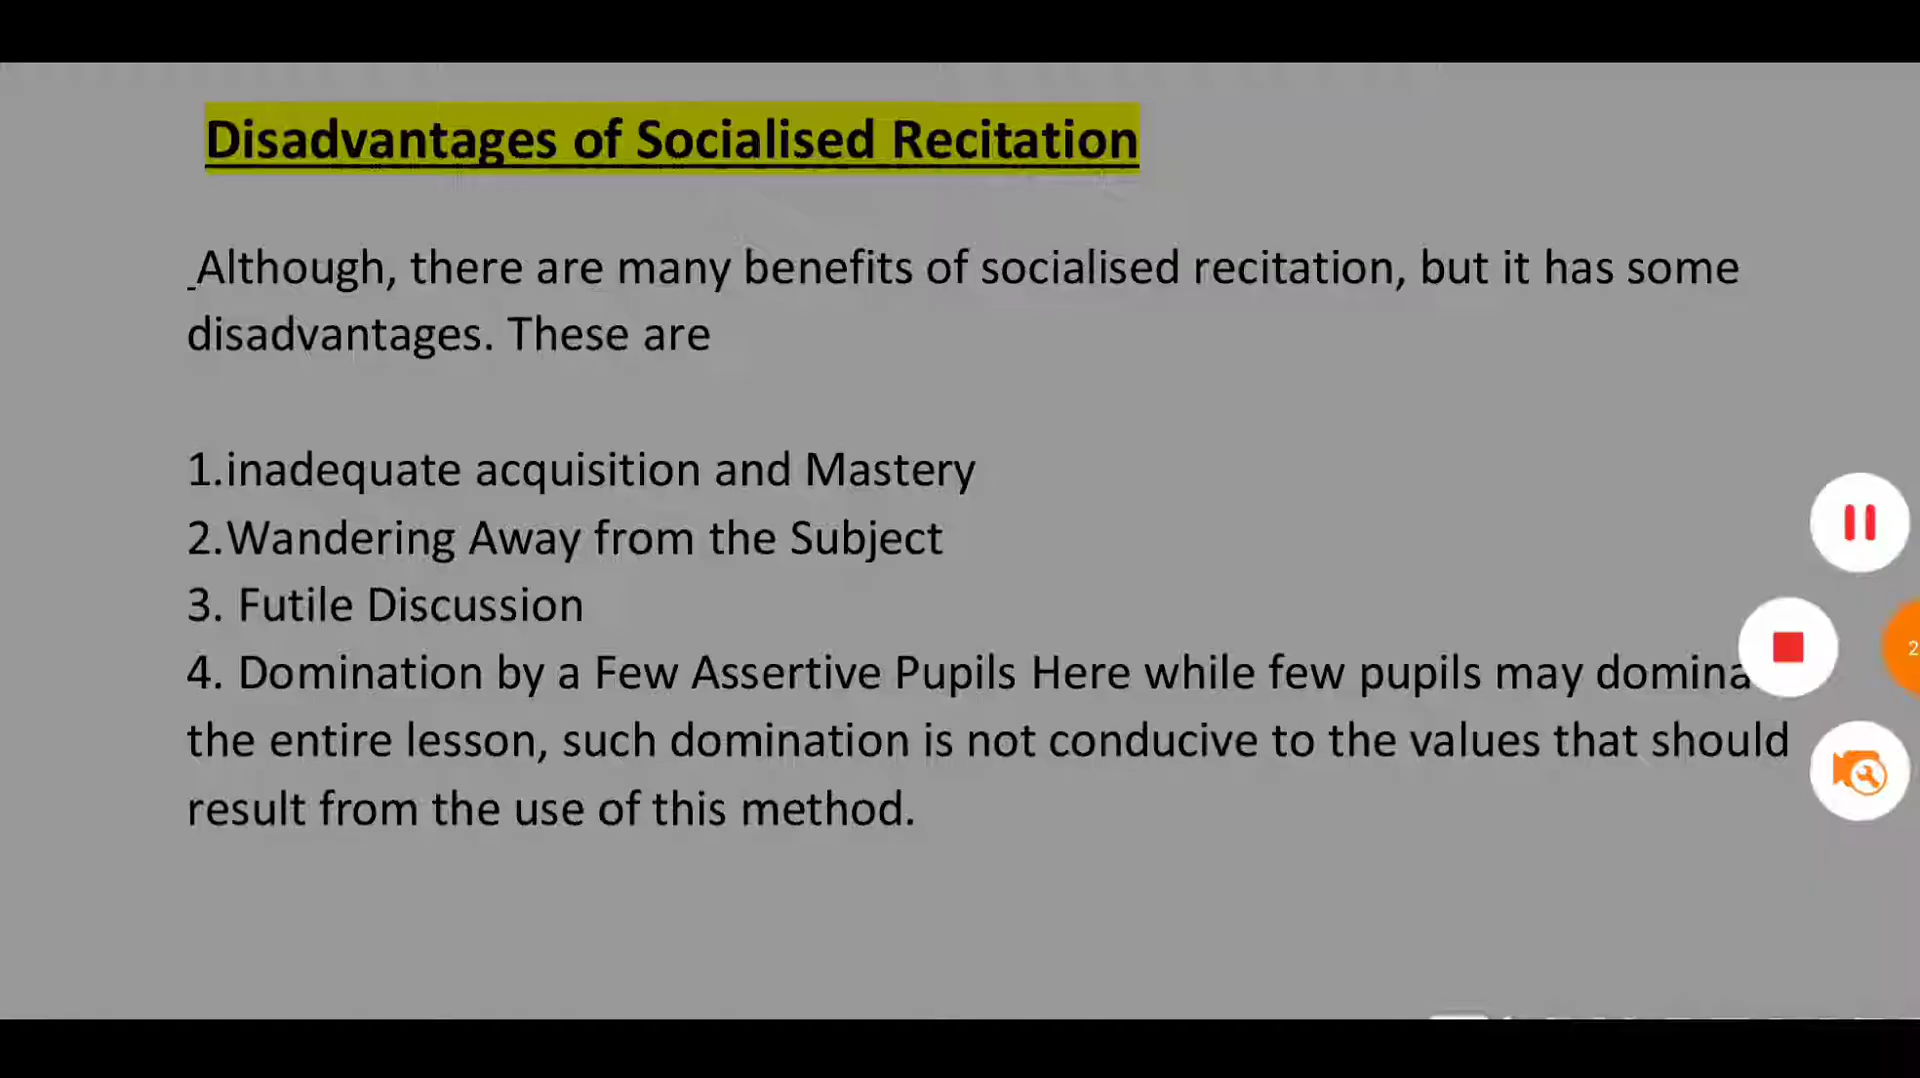 Disadvantages of Socialised Recitation
Although, there are many benefits of socialised recitation, but it has some
disadvantages. These are
1.inadequate acquisition and Mastery
2.Wandering Away from the Subject
3. Futile Discussion
4. Domination by a Few Assertive Pupils Here while few pupils may domina
the entire lesson, such domination is not conducive to the values that should
result from the use of this method.
2